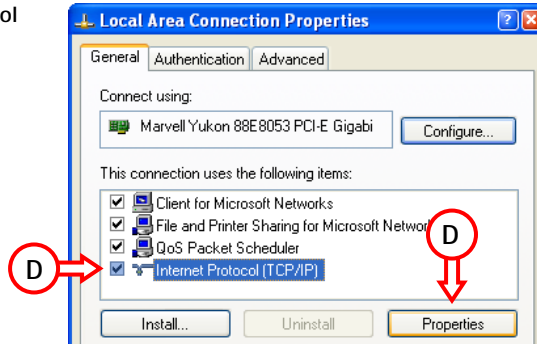 ol
Local Area Connection Properties
General Authentication Advanced
Connect using:
Marvell Yukon 88E8053 PCI-E Gigabi
Configure...
This connection uses the following items:
Client for Microsoft Networks
File and Printer Sharing for Microsoft Networ
QoS Packet Scheduler
D
D Internet Protocol (TCP/IP)
Install... Uninstall Properties